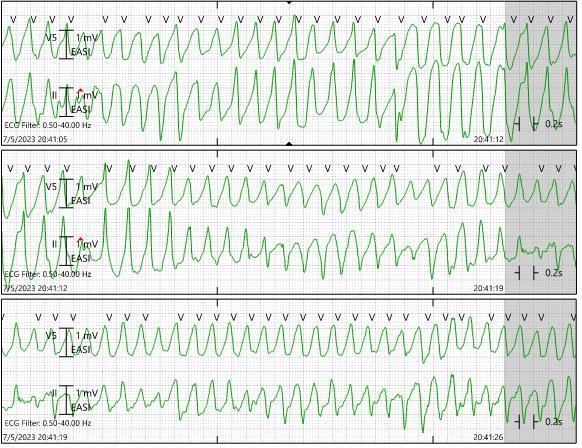 V V V V V V V V V V V V V V V V V V V V V V V V V V V
V5 1 mV
EASI
II 1 mV
EASI
ECG Filter: 0.50-40.00 Hz
0.2s
7/5/2023 20:41:05 20:41:12
V5 1 mV
EASI
II 1 mV
EASI
ECG Filter: 0.50-40.00 Hz
0.2s
7/5/2023 20:41:12 20:41:19
V5 1 mV
EASI
II 1 mV
EASI
ECG Filter: 0.50-40.00 Hz
0.2s
7/5/2023 20:41:19 20:41:26